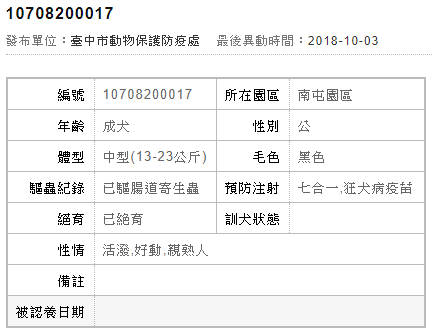 10708200017
發布單位：臺中市動物保護防疫處 最後異動時間：2018-10-03
編號 10708200017 所在園區 南屯園區
年齡 成犬 性別 公
體型 中型(13-23公斤) 毛色 黑色
驅蟲紀錄 已驅腸道寄生蟲 預防注射 七合一,狂犬病疫苗
絕育 已絕育 訓犬狀態
性情 活潑,好動,親熟人
備註
被認養日期